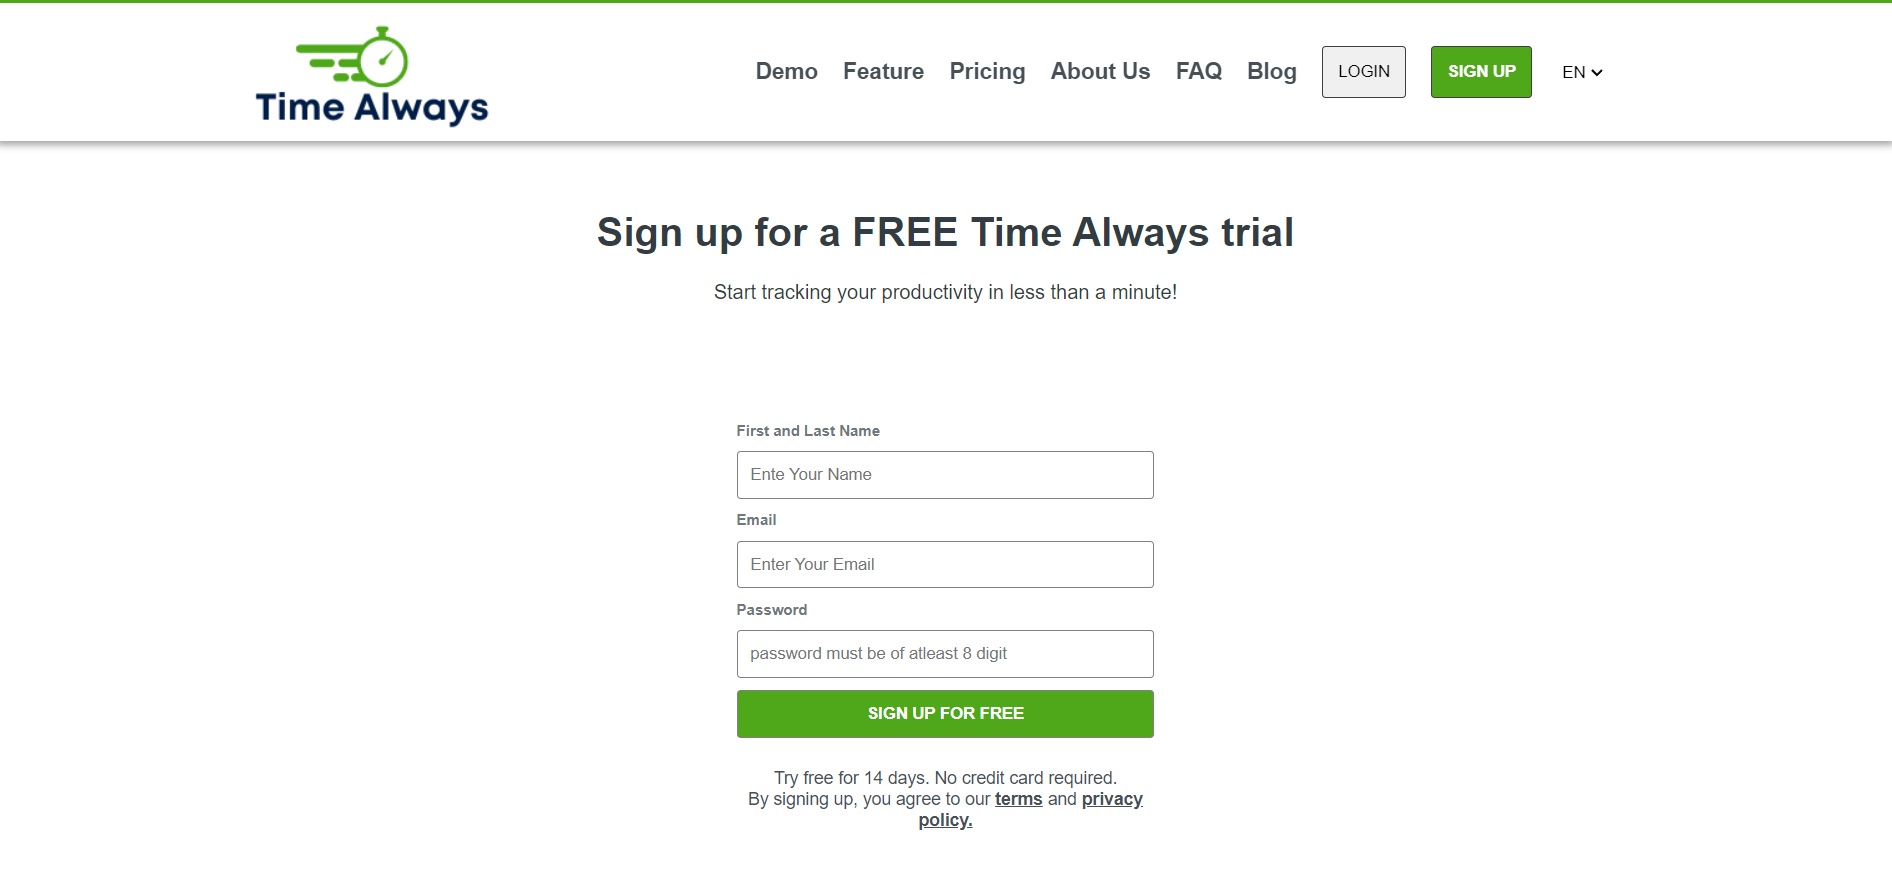 Time Always
Demo Feature Pricing About Us FAQ Blog LOGIN SIGN UP EN
Sign up for a FREE Time Always trial
Start tracking your productivity in less than a minute!
First and Last Name
Ente Your Name
Email
Enter Your Email
Password
password must be of atleast 8 digit
SIGN UP FOR FREE
Try free for 14 days. No credit card required.
By signing up, you agree to our terms and privacy
policy.